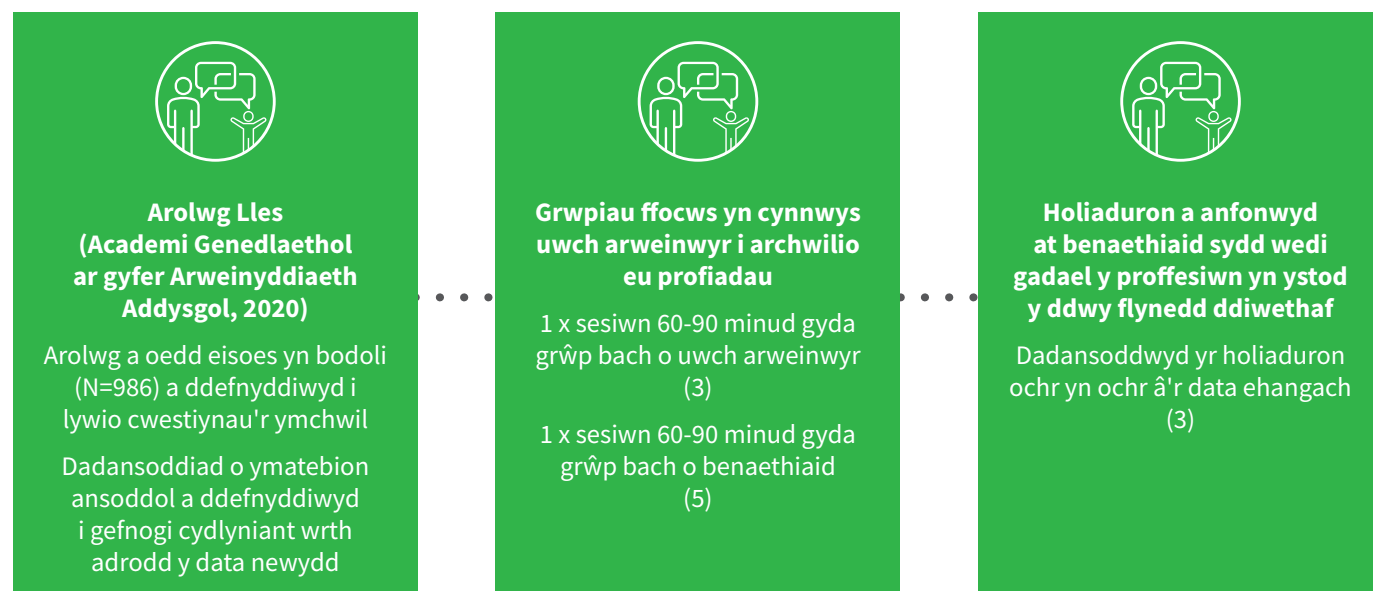 Arolwg Lles
(Academi Genedlaethol
ar gyfer Arweinyddiaeth
Addysgol, 2020)
Arolwg a oedd eisoes yn bodoli
(N=986) a ddefnyddiwyd i
lywio cwestiynau'r ymchwil
Dadansoddiad o ymatebion
ansoddol a ddefnyddiwyd
i gefnogi cydlyniant wrth
adrodd y data newydd
Grwpiau ffocws yn cynnwys
uwch arweinwyr i archwilio
eu profiadau
1 x sesiwn 60-90 minud gyda
grŵp bach o uwch arweinwyr
(3)
1 x sesiwn 60-90 minud gyda
grŵp bach o benaethiaid
(5)
Holiaduron a anfonwyd
at benaethiaid sydd wedi
gadael y proffesiwn yn ystod
y ddwy flynedd ddiwethaf
Dadansoddwyd yr holiaduron
ochr yn ochr â'r data ehangach
(3)